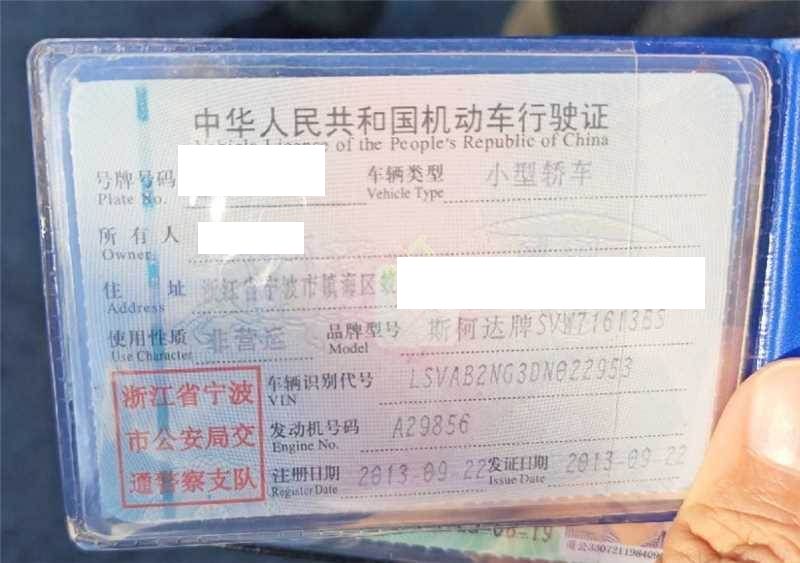 中华人民共和国机动车行驶证
Vehicle License of the People's Republic of China
号牌号码 车辆类型 小型轿车
Plate No. Vehicle Type
所有人
Owner
住址 浙江省宁波市镇海区
Address
使用性质 非营运 品牌型号 斯柯达牌SVW71613BS
Use Character Model
浙江省宁波
市公安局交
通警察支队
车辆识别代号 LSVAB2NG3DN022953
VIN
发动机号码 A29856
Engine No.
注册日期 2013-09-22 发证日期 2013-09-22
Register Date Issue Date